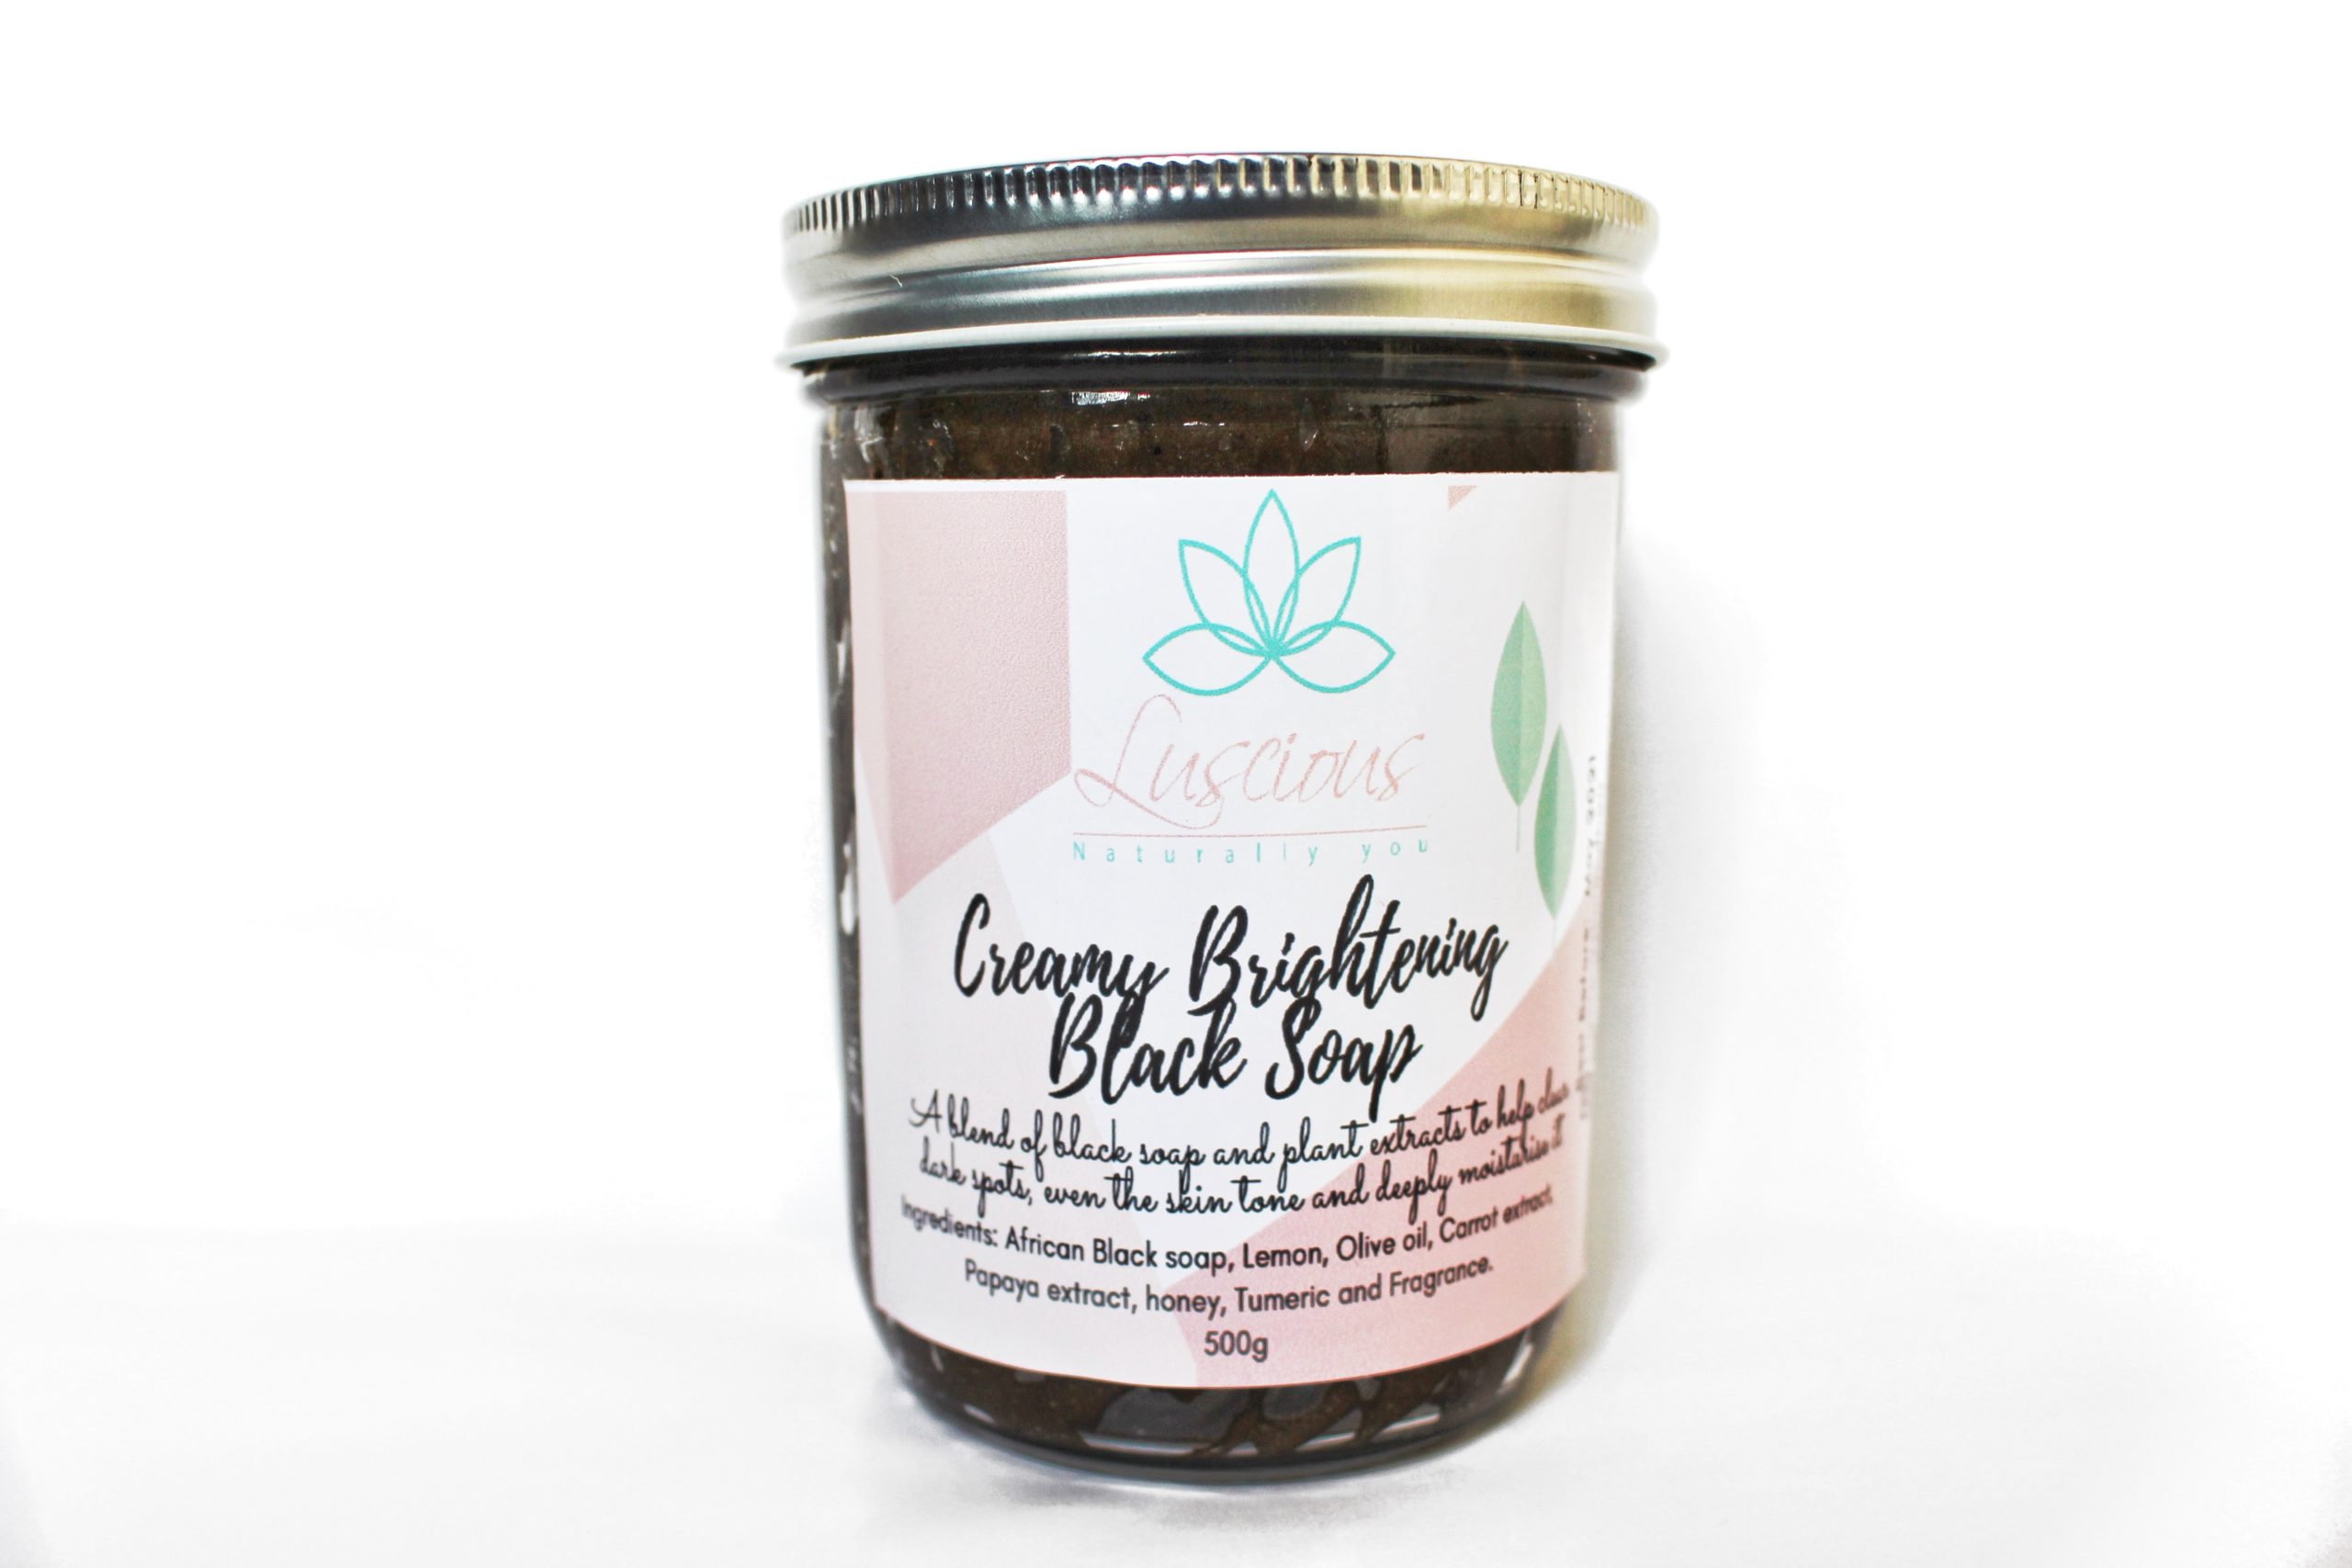 Luscious
Naturally you
Creamy Brightening
Black Soap
A blend of black soap and plant extracts to help clear
dark spots, even the skin tone and deeply moisturise it
Ingredients: African Black soap, Lemon, Olive oil, Carrot extract,
Papaya extract, honey, Tumeric and Fragrance.
500g
May 2021